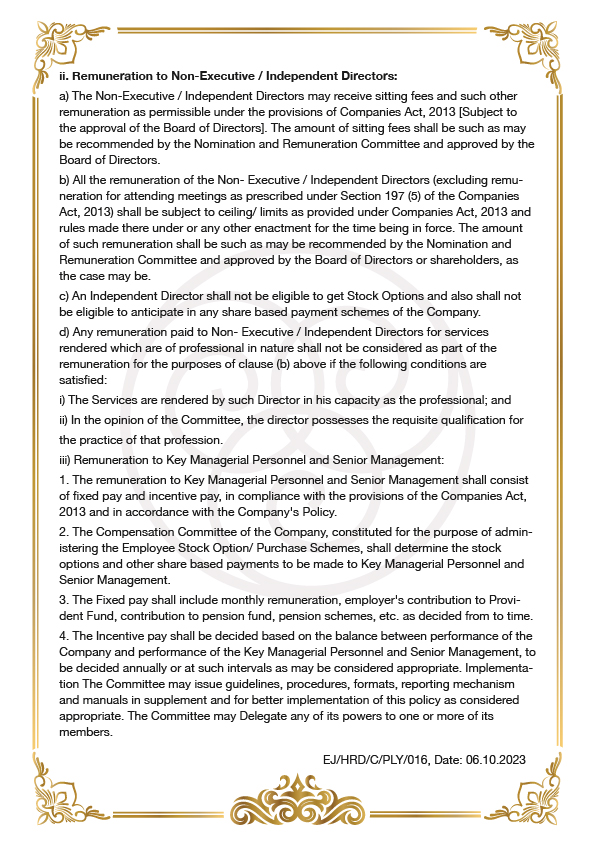 ii. Remuneration to Non-Executive / Independent Directors:
a) The Non-Executive / Independent Directors may receive sitting fees and such other
remuneration as permissible under the provisions of Companies Act, 2013 [Subject to
the approval of the Board of Directors]. The amount of sitting fees shall be such as may
be recommended by the Nomination and Remuneration Committee and approved by the
Board of Directors.
b) All the remuneration of the Non- Executive / Independent Directors (excluding remu-
neration for attending meetings as prescribed under Section 197 (5) of the Companies
Act, 2013) shall be subject to ceiling/ limits as provided under Companies Act, 2013 and
rules made there under or any other enactment for the time being in force. The amount
of such remuneration shall be such as may be recommended by the Nomination and
Remuneration Committee and approved by the Board of Directors or shareholders, as
the case may be.
c) An Independent Director shall not be eligible to get Stock Options and also shall not
be eligible to anticipate in any share based payment schemes of the Company.
d) Any remuneration paid to Non- Executive / Independent Directors for services
rendered which are of professional in nature shall not be considered as part of the
remuneration for the purposes of clause (b) above if the following conditions are
satisfied:
i) The Services are rendered by such Director in his capacity as the professional; and
ii) In the opinion of the Committee, the director possesses the requisite qualification for
the practice of that profession.
iii) Remuneration to Key Managerial Personnel and Senior Management:
1. The remuneration to Key Managerial Personnel and Senior Management shall consist
of fixed pay and incentive pay, in compliance with the provisions of the Companies Act,
2013 and in accordance with the Company's Policy.
2. The Compensation Committee of the Company, constituted for the purpose of admin-
istering the Employee Stock Option/ Purchase Schemes, shall determine the stock
options and other share based payments to be made to Key Managerial Personnel and
Senior Management.
3. The Fixed pay shall include monthly remuneration, employer's contribution to Provi-
dent Fund, contribution to pension fund, pension schemes, etc. as decided from to time.
4. The Incentive pay shall be decided based on the balance between performance of the
Company and performance of the Key Managerial Personnel and Senior Management, to
be decided annually or at such intervals as may be considered appropriate. Implementa-
tion The Committee may issue guidelines, procedures, formats, reporting mechanism
and manuals in supplement and for better implementation of this policy as considered
appropriate. The Committee may Delegate any of its powers to one or more of its
members.
EJ/HRD/C/PLY/016, Date: 06.10.2023